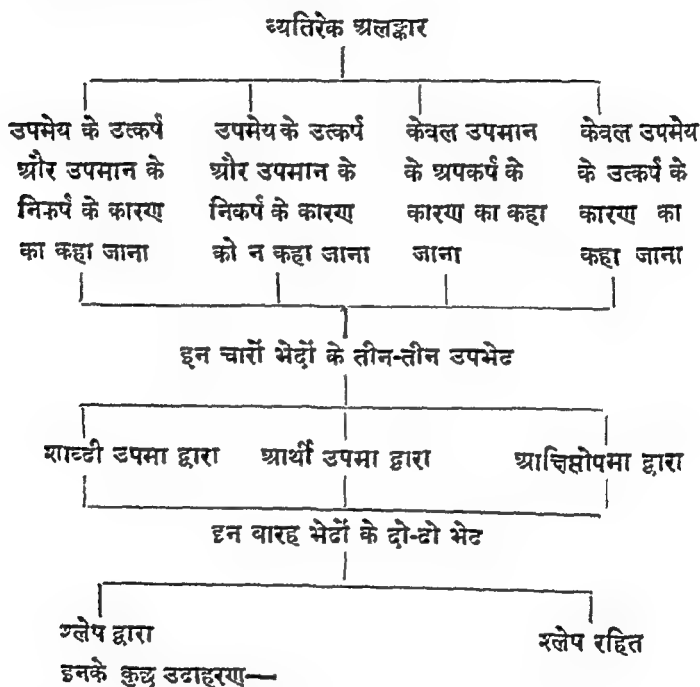 व्यतिरेक अलङ्कार
उपमेय के उत्कर्ष
और उपमान के
निकर्ष के कारण
का कहा जाना
उपमेय के उत्कर्ष
और उपमान के
निकर्ष के कारण
को न कहा जाना
केवल उपमान
के अपकर्ष के
कारण का कहा
जाना
केवल उपमेय
के उत्कर्ष के
कारण का
कहा जाना
इन चारों भेदों के तीन-तीन उपभेद
शाब्दी उपमा द्वारा
आर्थी उपमा द्वारा
आक्षिप्तोपमा द्वारा
इन बारह भेदों के दो-दो भेद
श्लेष द्वारा
श्लेष रहित
इनके कुछ उदाहरण—